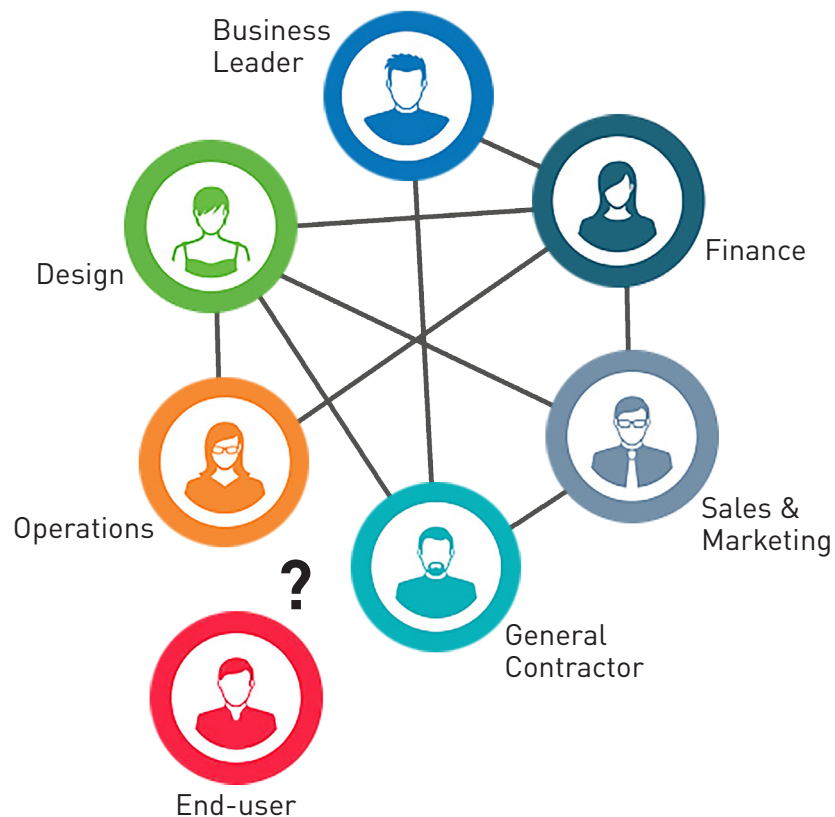 Business
Leader
Finance
Design
Sales &
Marketing
Operations
?
General
Contractor
End-user